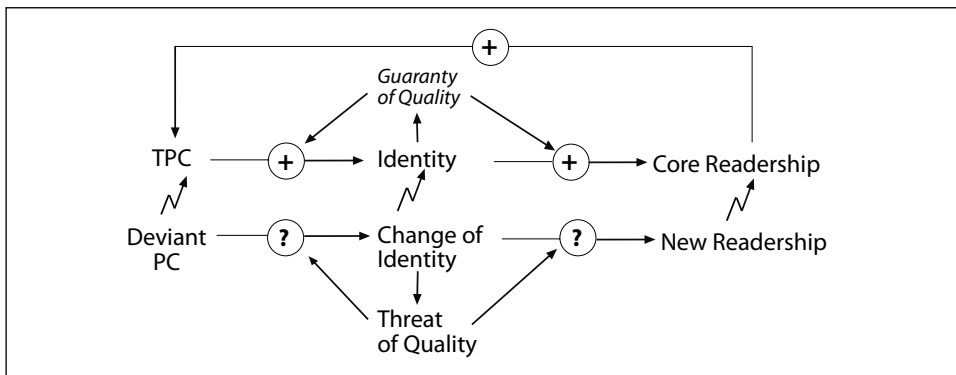 +
Guaranty
of Quality
TPC
+
Identity
+
Core Readership
Deviant
PC
?
Change of
Identity
?
New Readership
Threat
of Quality